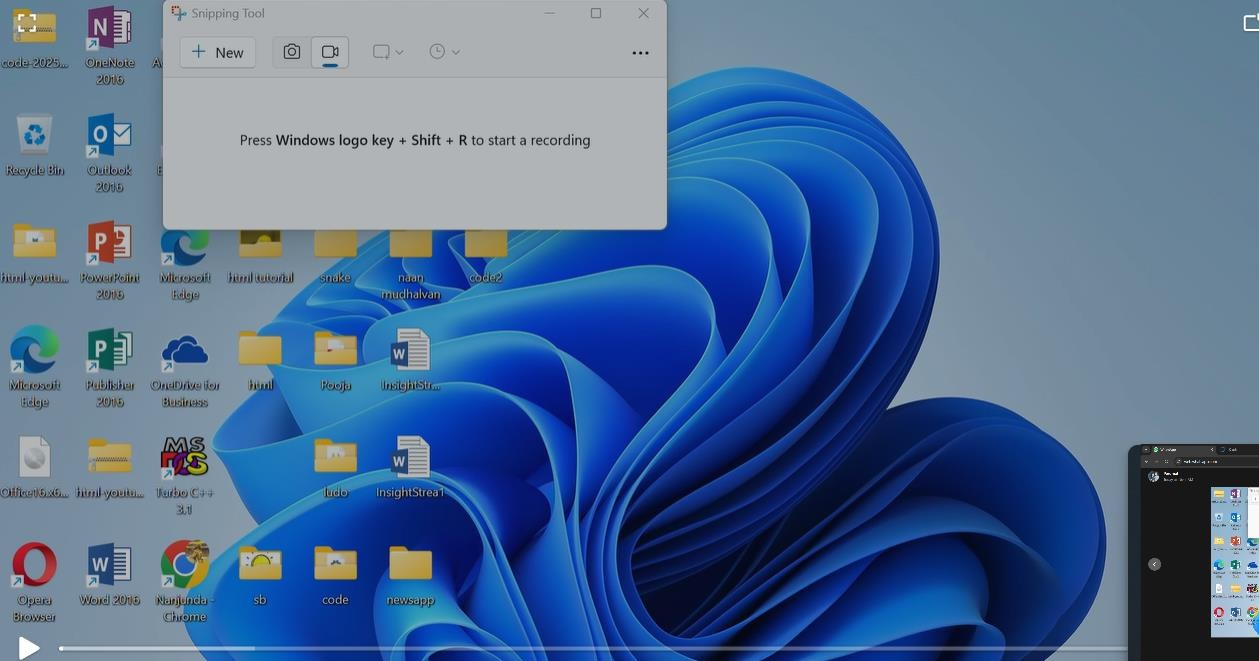 Snipping Tool
New
Press Windows logo key + Shift + R to start a recording
code-2025...
OneNote
2016
Recycle Bin
Outlook
2016
html-youtu...
PowerPoint
2016
Microsoft
Edge
html tutorial
snake
naan
mudhalvan
code2
Microsoft
Edge
Publisher
2016
OneDrive for
Business
html
Pooja
InsightStr...
Office16.x6...
html-youtu...
Turbo C++
3.1
ludo
InsightStrea1
Opera
Browser
Word 2016
Nanjunda -
Chrome
sb
code
newsapp